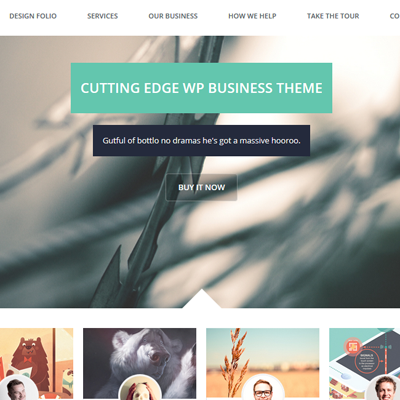 DESIGN FOLIO SERVICES OUR BUSINESS HOW WE HELP TAKE THE TOUR CO
CUTTING EDGE WP BUSINESS THEME
Gutful of bottlo no dramas he's got a massive hooroo.
BUY IT NOW